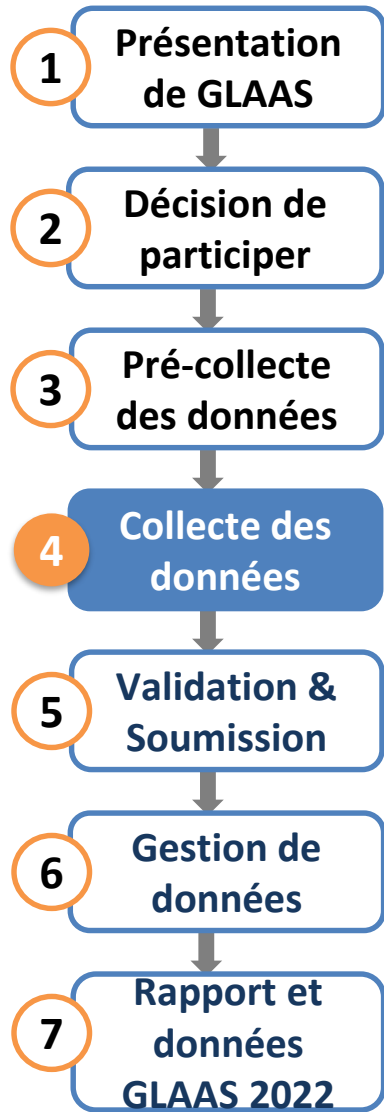 1
Présentation
de GLAAS
2
Décision de
participer
3
Pré-collecte
des données
4
Collecte des
données
5
Validation &
Soumission
6
Gestion de
données
7
Rapport et
données
GLAAS 2022